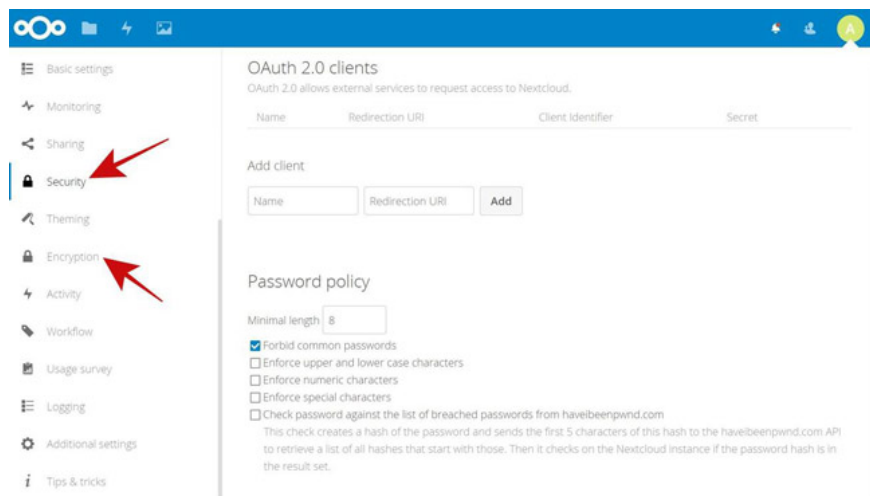 A
Basic settings
Monitoring
Sharing
Security
Theming
Encryption
Activity
Workflow
Usage survey
Logging
Additional settings
Tips & tricks
OAuth 2.0 clients
OAuth 2.0 allows external services to request access to Nextcloud.
Name Redirection URI Client Identifier Secret
Add client
Name Redirection URI Add
Password policy
Minimal length 8
Forbid common passwords
Enforce upper and lower case characters
Enforce numeric characters
Enforce special characters
Check password against the list of breached passwords from haveibeenpwnd.com
This check creates a hash of the password and sends the first 5 characters of this hash to the haveibeenpwnd.com API
to retrieve a list of all hashes that start with those. Then it checks on the Nextcloud instance if the password hash is in
the result set.